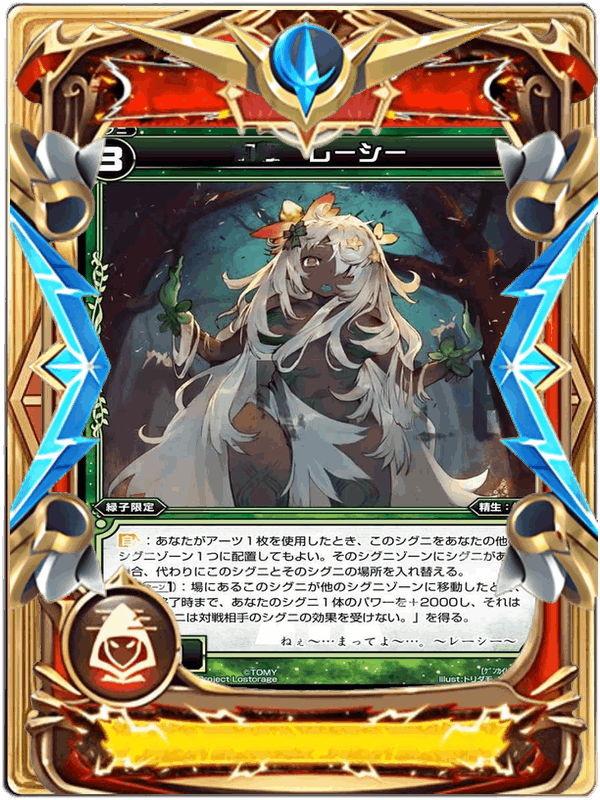 3
レーシー
緑子限定
精生:
自:あなたがアーツ1枚を使用したとき、このシグニをあなたの他
シグニゾーン1つに配置してもよい。そのシグニゾーンにシグニがあ
合、代わりにこのシグニとそのシグニの場所を入れ替える。
ーン1):場にあるこのシグニが他のシグニゾーンに移動したと
了時まで、あなたのシグニ1体のパワーを+2000し、それは
ニは対戦相手のシグニの効果を受けない。」を得る。
ねぇ〜…まってよ〜…。〜レーシー〜
©TOMY
Project Lostorage
Illust:トリダモ